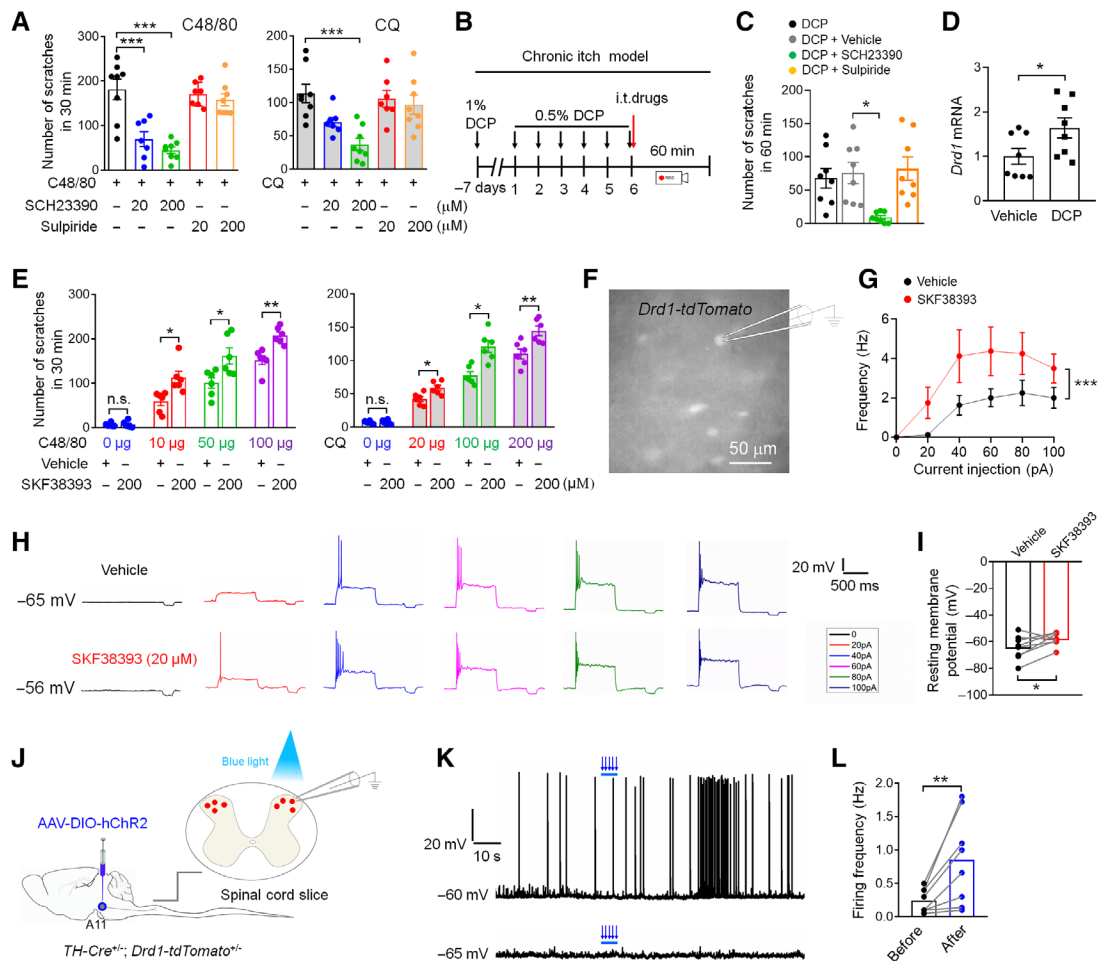 A
C48/80
CQ
Number of scratches
in 30 min
300
200
100
0
***
***
C48/80
+ + + + +
SCH23390
– 20 200 – –
Sulpiride
– – – 20 200
200
150
100
50
0
***
CQ
+ + + + +
– 20 200 – – (μM)
– – – 20 200 (μM)
B
Chronic itch model
1%
DCP
0.5% DCP
i.t.drugs
60 min
REC
–7 days 1 2 3 4 5 6
C
DCP
DCP + Vehicle
DCP + SCH23390
DCP + Sulpiride
Number of scratches
in 60 min
200
150
100
50
0
*
D
Drd1 mRNA
3
2
1
0
*
Vehicle DCP
E
Number of scratches
in 30 min
300
200
100
0
n.s. * * **
C48/80 0 μg 10 μg 50 μg 100 μg
Vehicle + – + – + – + –
SKF38393 – 200 – 200 – 200 – 200
200
150
100
50
0
n.s. * * **
CQ 0 μg 20 μg 100 μg 200 μg
+ – + – + – + –
– 200 – 200 – 200 – 200 (μM)
F
Drd1-tdTomato
50 μm
G
Vehicle
SKF38393
Frequency (Hz)
6
4
2
0
***
0 20 40 60 80 100
Current injection (pA)
H
Vehicle
–65 mV
SKF38393 (20 μM)
–56 mV
20 mV
500 ms
0
20pA
40pA
60pA
80pA
100pA
I
Vehicle
SKF38393
Resting membrane
potential (mV)
0
–20
–40
–60
–80
–100
*
J
Blue light
AAV-DIO-hChR2
A11
Spinal cord slice
TH-Cre+/-; Drd1-tdTomato+/-
K
20 mV
10 s
–60 mV
–65 mV
L
Firing frequency (Hz)
2.0
1.5
1.0
0.5
0.0
**
Before
After